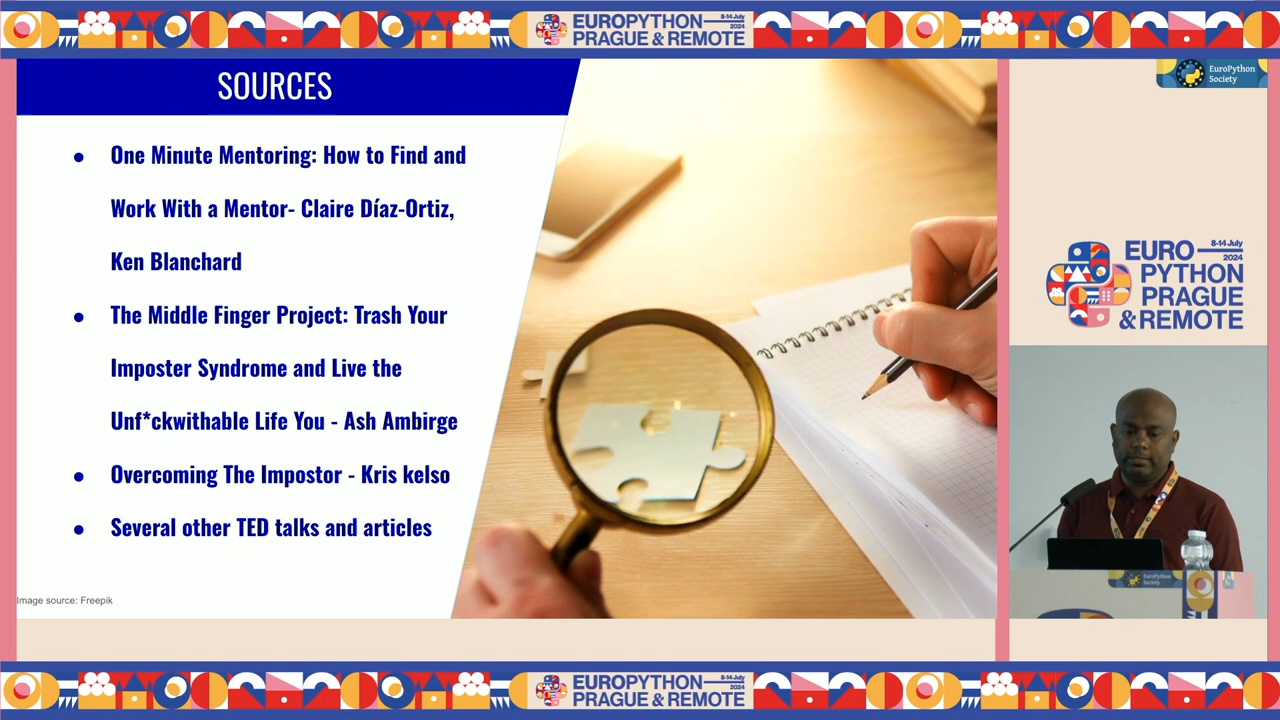 EUROPYTHON
8-14 July
2024
PRAGUE & REMOTE
SOURCES
EuroPython
Society
● One Minute Mentoring: How to Find and
Work With a Mentor- Claire Díaz-Ortiz,
Ken Blanchard
● The Middle Finger Project: Trash Your
Imposter Syndrome and Live the
Unf*ckwithable Life You - Ash Ambirge
● Overcoming The Impostor - Kris kelso
● Several other TED talks and articles
Image source: Freepik
EURO
8-14 July
2024
PYTHON
PRAGUE
& REMOTE
EuroPython
Society
EUROPYTHON
8-14 July
2024
PRAGUE & REMOTE